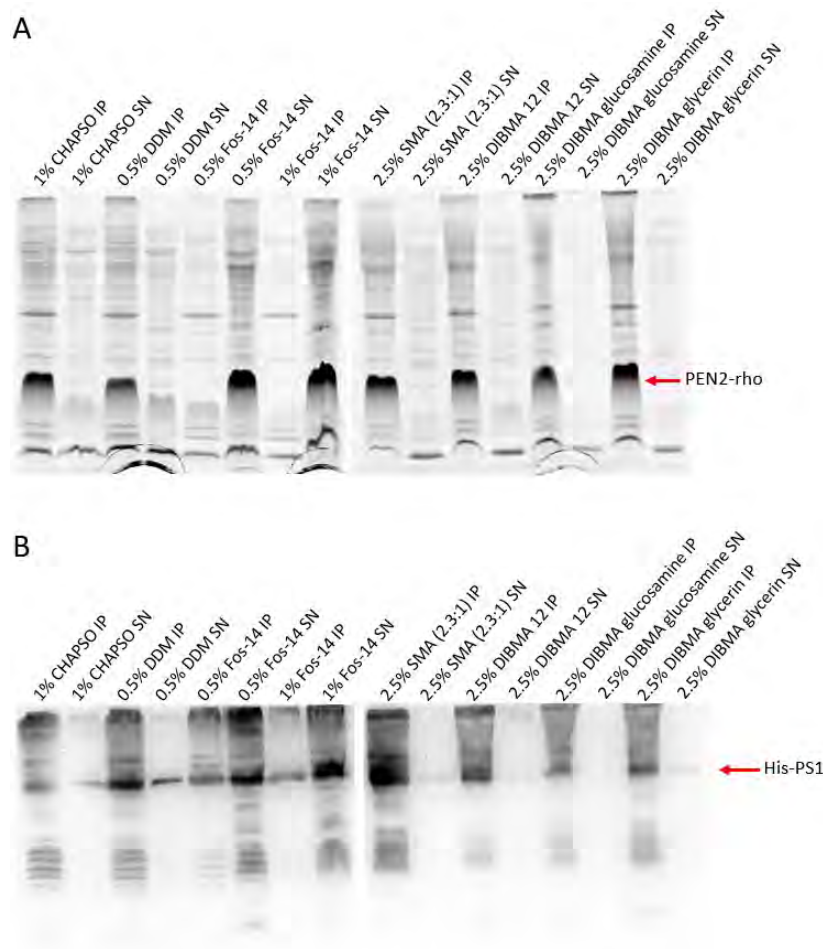 A
1% CHAPSO IP
1% CHAPSO SN
0.5% DDM IP
0.5% DDM SN
0.5% Fos-14 IP
0.5% Fos-14 SN
1% Fos-14 IP
1% Fos-14 SN
2.5% SMA (2.3:1) IP
2.5% SMA (2.3:1) SN
2.5% DIBMA 12 IP
2.5% DIBMA 12 SN
2.5% DIBMA glucosamine IP
2.5% DIBMA glucosamine SN
2.5% DIBMA glycerin IP
2.5% DIBMA glycerin SN
PEN2-rho
B
1% CHAPSO IP
1% CHAPSO SN
0.5% DDM IP
0.5% DDM SN
0.5% Fos-14 IP
0.5% Fos-14 SN
1% Fos-14 IP
1% Fos-14 SN
2.5% SMA (2.3:1) IP
2.5% SMA (2.3:1) SN
2.5% DIBMA 12 IP
2.5% DIBMA 12 SN
2.5% DIBMA glucosamine IP
2.5% DIBMA glucosamine SN
2.5% DIBMA glycerin IP
2.5% DIBMA glycerin SN
His-PS1